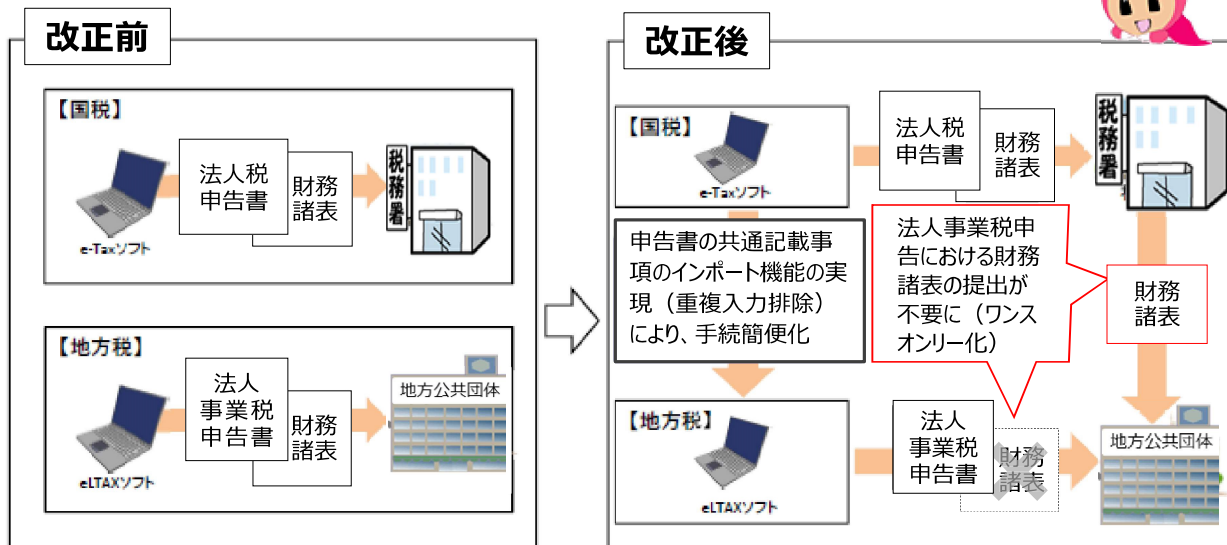 改正前
【国税】
法人税
申告書
財務
諸表
税務署
e-Taxソフト
【地方税】
法人
事業税
申告書
財務
諸表
地方公共団体
eLTAXソフト
改正後
【国税】
法人税
申告書
財務
諸表
税務署
e-Taxソフト
申告書の共通記載事
項のインポート機能の実
現（重複入力排除）
により、手続簡便化
法人事業税申
告における財務
諸表の提出が
不要に（ワンス
オンリー化）
財務
諸表
【地方税】
法人
事業税
申告書
財務
諸表
地方公共団体
eLTAXソフト